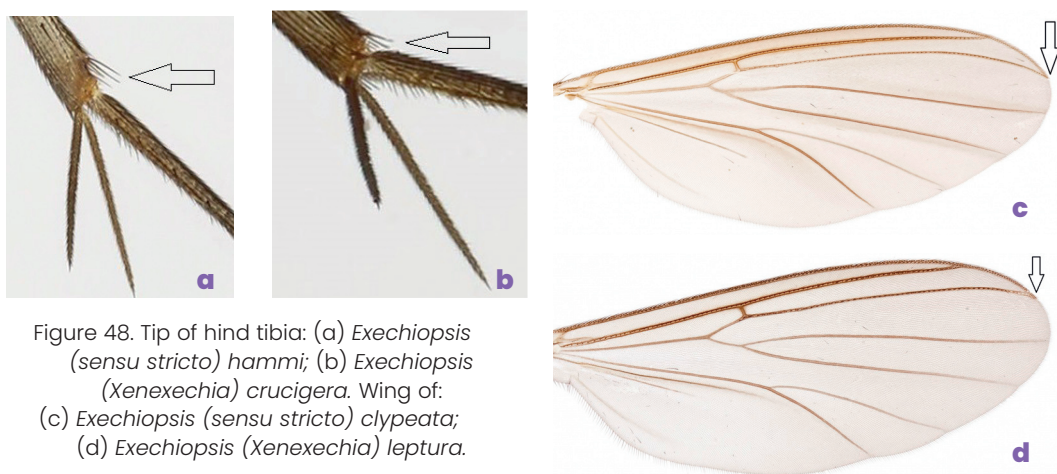 a
b
c
d
Figure 48. Tip of hind tibia: (a) Exechiopsis
(sensu stricto) hammi; (b) Exechiopsis
(Xenexechia) crucigera. Wing of:
(c) Exechiopsis (sensu stricto) clypeata;
(d) Exechiopsis (Xenexechia) leptura.